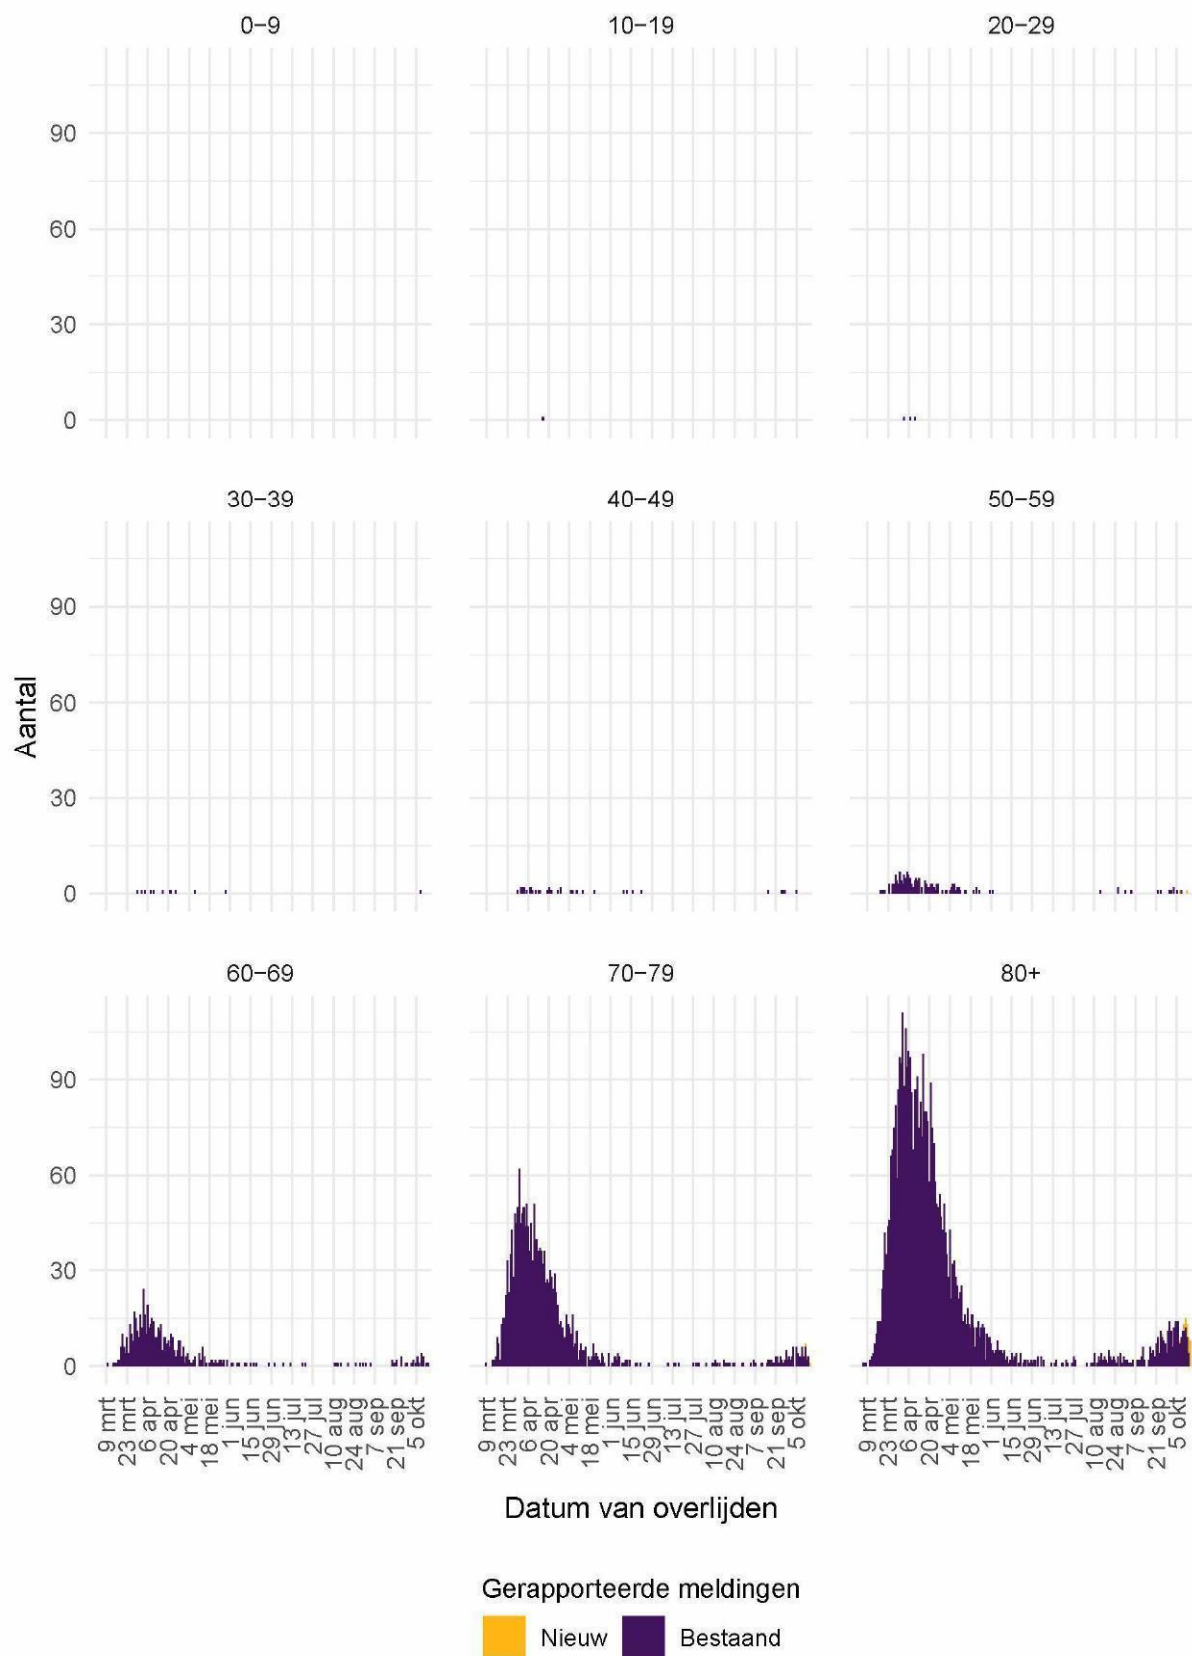 0−9 10−19 20−29
90
60
30
0
30−39 40−49 50−59
Aantal
90
60
30
0
60−69 70−79 80+
90
60
30
0
9 mrt 23 mrt 6 apr 20 apr 4 mei 18 mei 1 jun 15 jun 29 jun 13 jul 27 jul 10 aug 24 aug 7 sep 21 sep 5 okt
9 mrt 23 mrt 6 apr 20 apr 4 mei 18 mei 1 jun 15 jun 29 jun 13 jul 27 jul 10 aug 24 aug 7 sep 21 sep 5 okt
9 mrt 23 mrt 6 apr 20 apr 4 mei 18 mei 1 jun 15 jun 29 jun 13 jul 27 jul 10 aug 24 aug 7 sep 21 sep 5 okt
Datum van overlijden
Gerapporteerde meldingen
Nieuw Bestaand